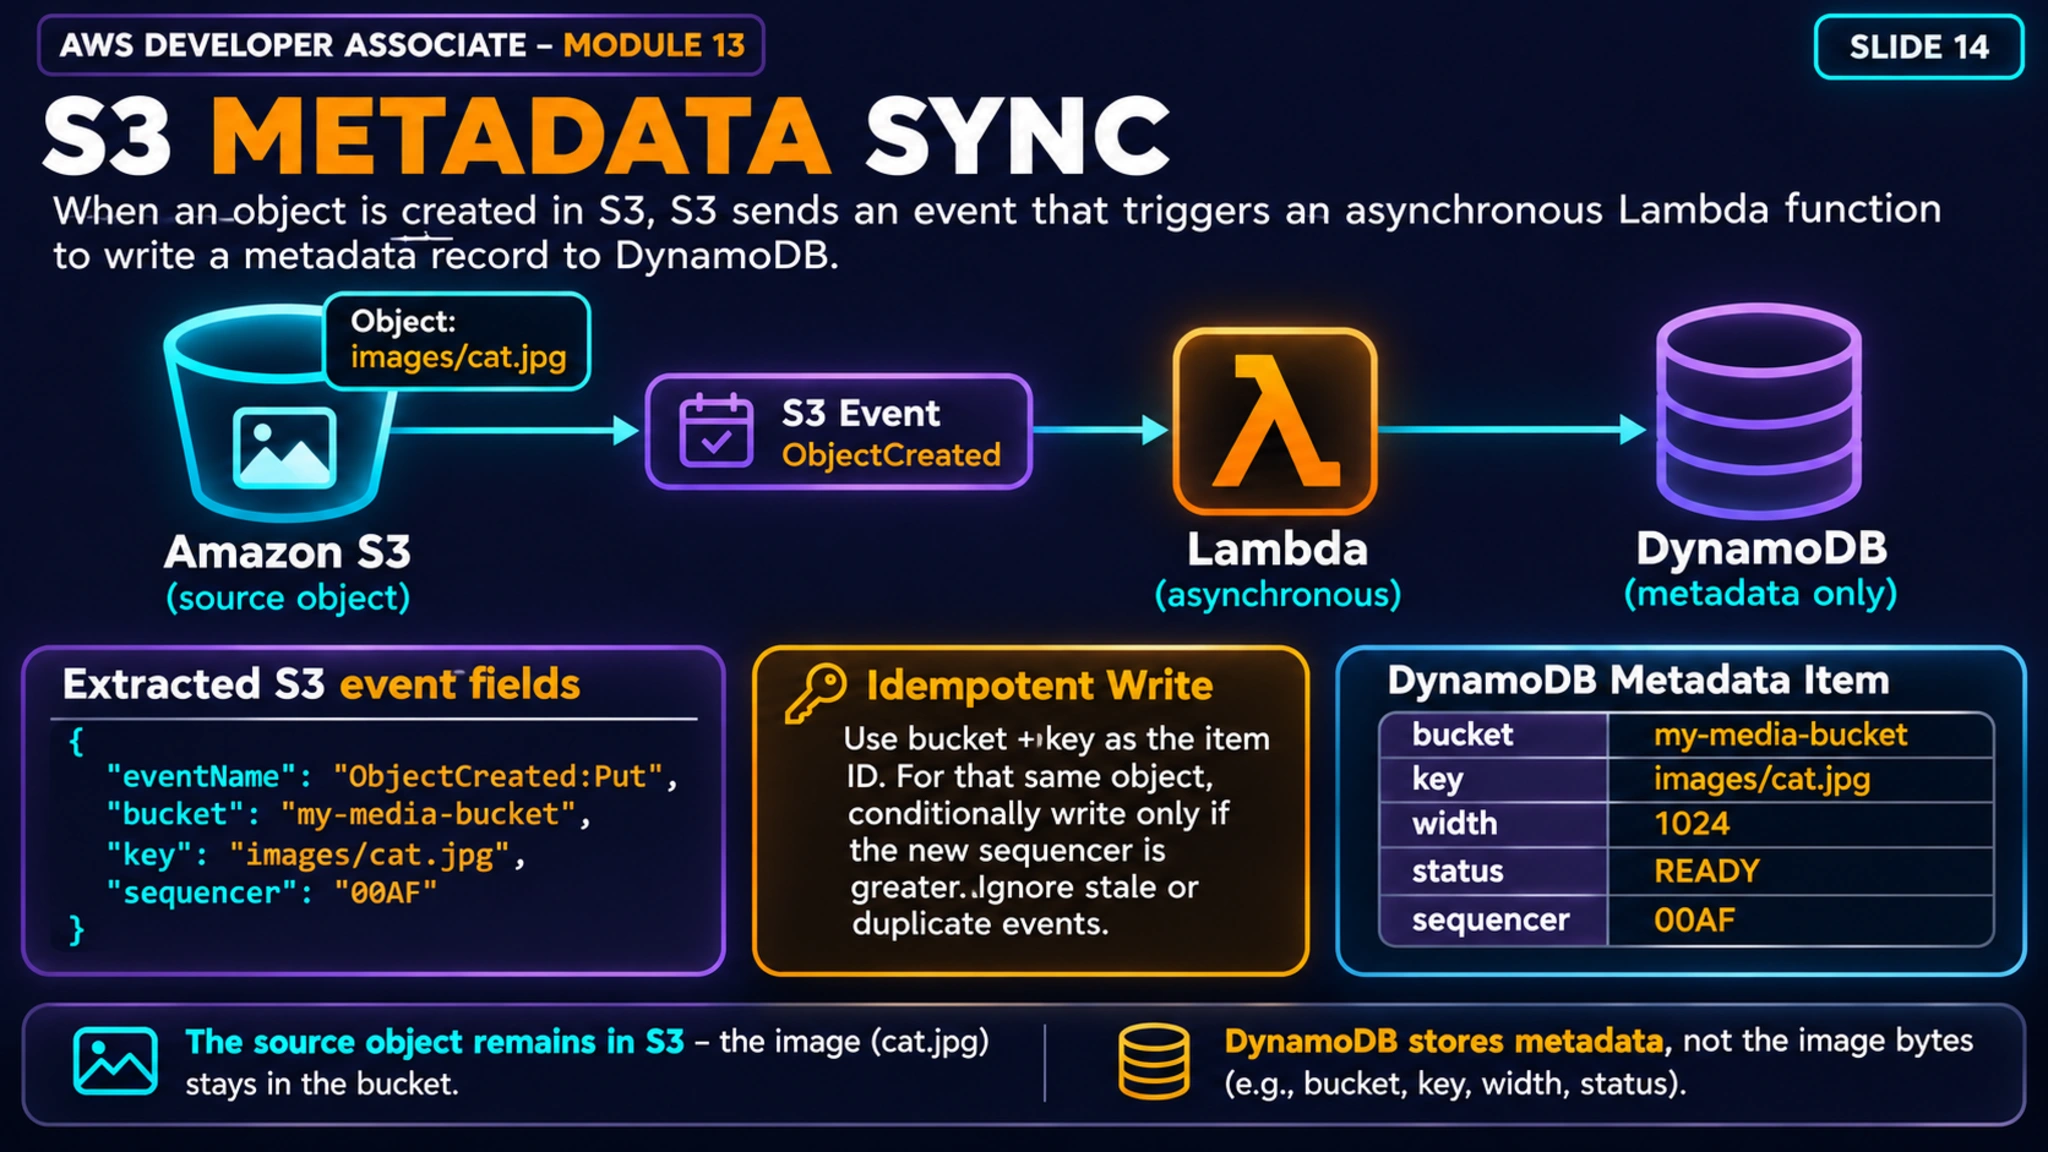 AWS DEVELOPER ASSOCIATE – MODULE 13
SLIDE 14
S3 METADATA SYNC
When an object is created in S3, S3 sends an event that triggers an asynchronous Lambda function
to write a metadata record to DynamoDB.
Object:
images/cat.jpg
S3 Event
ObjectCreated
Amazon S3
(source object)
Lambda
(asynchronous)
DynamoDB
(metadata only)
Extracted S3 event fields
{
"eventName": "ObjectCreated:Put",
"bucket": "my-media-bucket",
"key": "images/cat.jpg",
"sequencer": "00AF"
}
Idempotent Write
Use bucket + key as the item
ID. For that same object,
conditionally write only if
the new sequencer is
greater. Ignore stale or
duplicate events.
DynamoDB Metadata Item
bucket my-media-bucket
key images/cat.jpg
width 1024
status READY
sequencer 00AF
The source object remains in S3 – the image (cat.jpg)
stays in the bucket.
DynamoDB stores metadata, not the image bytes
(e.g., bucket, key, width, status).